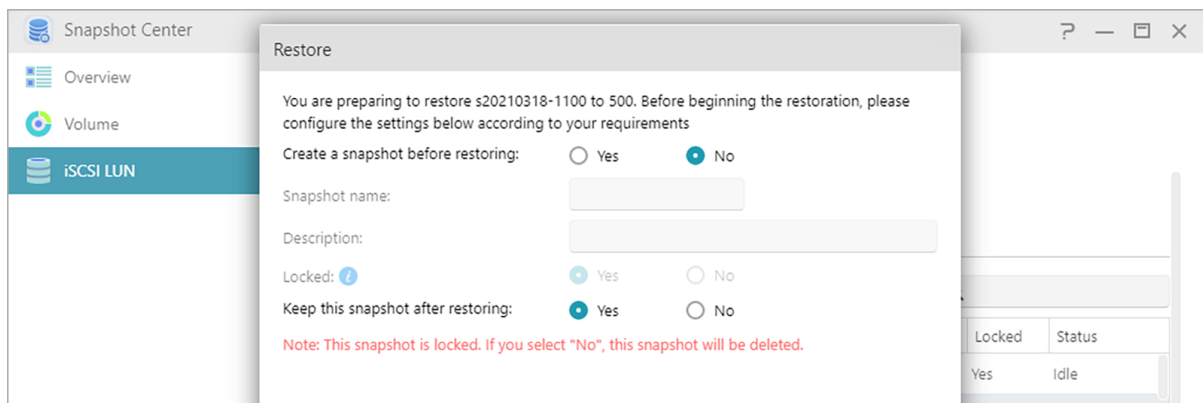 Snapshot Center
Overview
Volume
iSCSI LUN
Restore
You are preparing to restore s20210318-1100 to 500. Before beginning the restoration, please
configure the settings below according to your requirements
Create a snapshot before restoring: Yes No
Snapshot name:
Description:
Locked: Yes No
Keep this snapshot after restoring: Yes No
Note: This snapshot is locked. If you select "No", this snapshot will be deleted.
Locked Status
Yes Idle